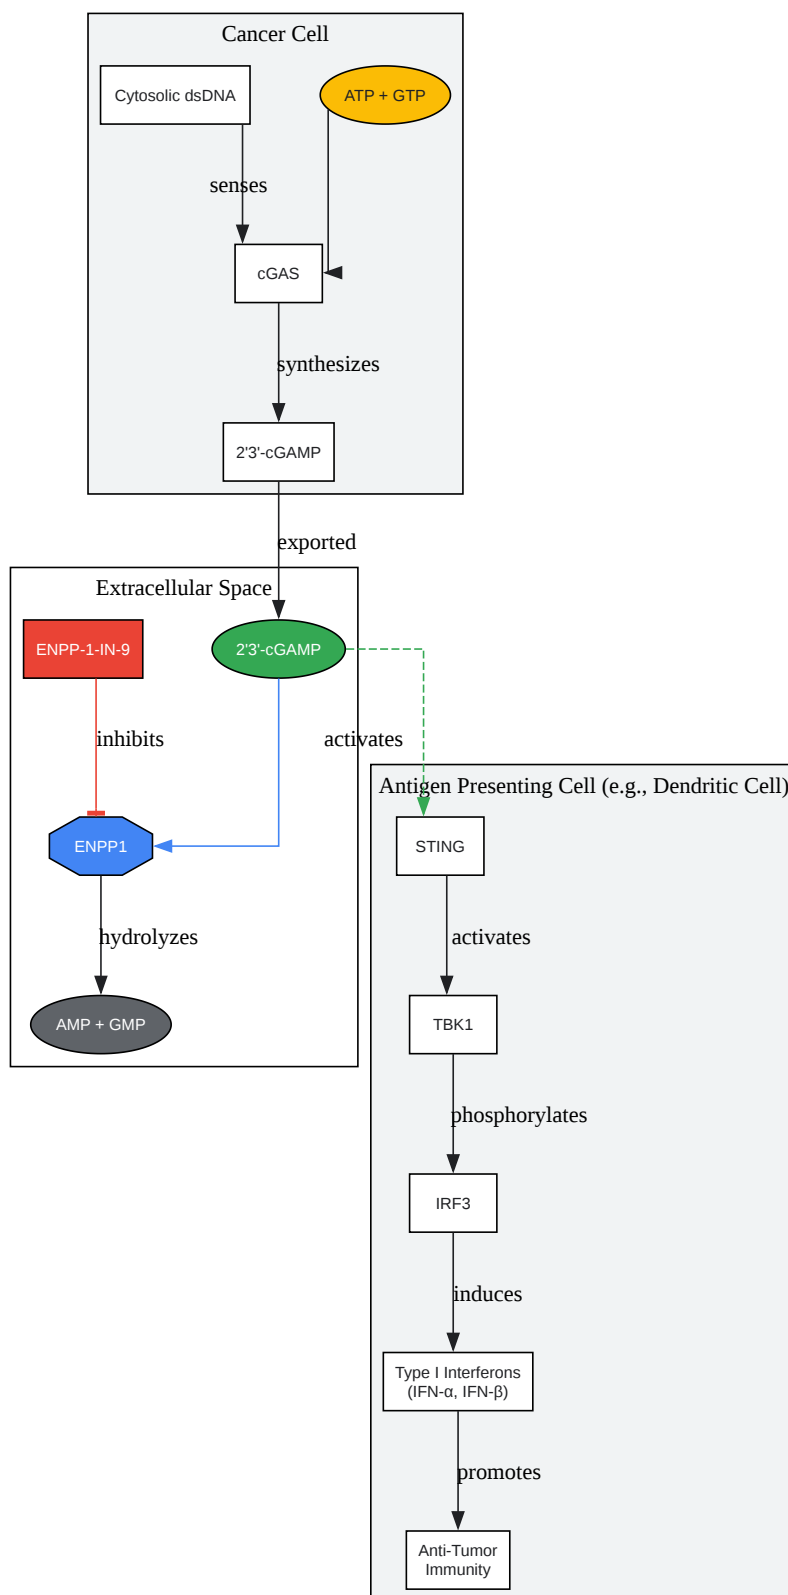 Cancer Cell
Cytosolic dsDNA
ATP + GTP
senses
cGAS
synthesizes
2'3'-cGAMP
exported
Extracellular Space
ENPP-1-IN-9
2'3'-cGAMP
inhibits
activates
Antigen Presenting Cell (e.g., Dendritic Cell)
ENPP1
STING
hydrolyzes
activates
AMP + GMP
TBK1
phosphorylates
IRF3
induces
Type I Interferons
(IFN-α, IFN-β)
promotes
Anti-Tumor
Immunity